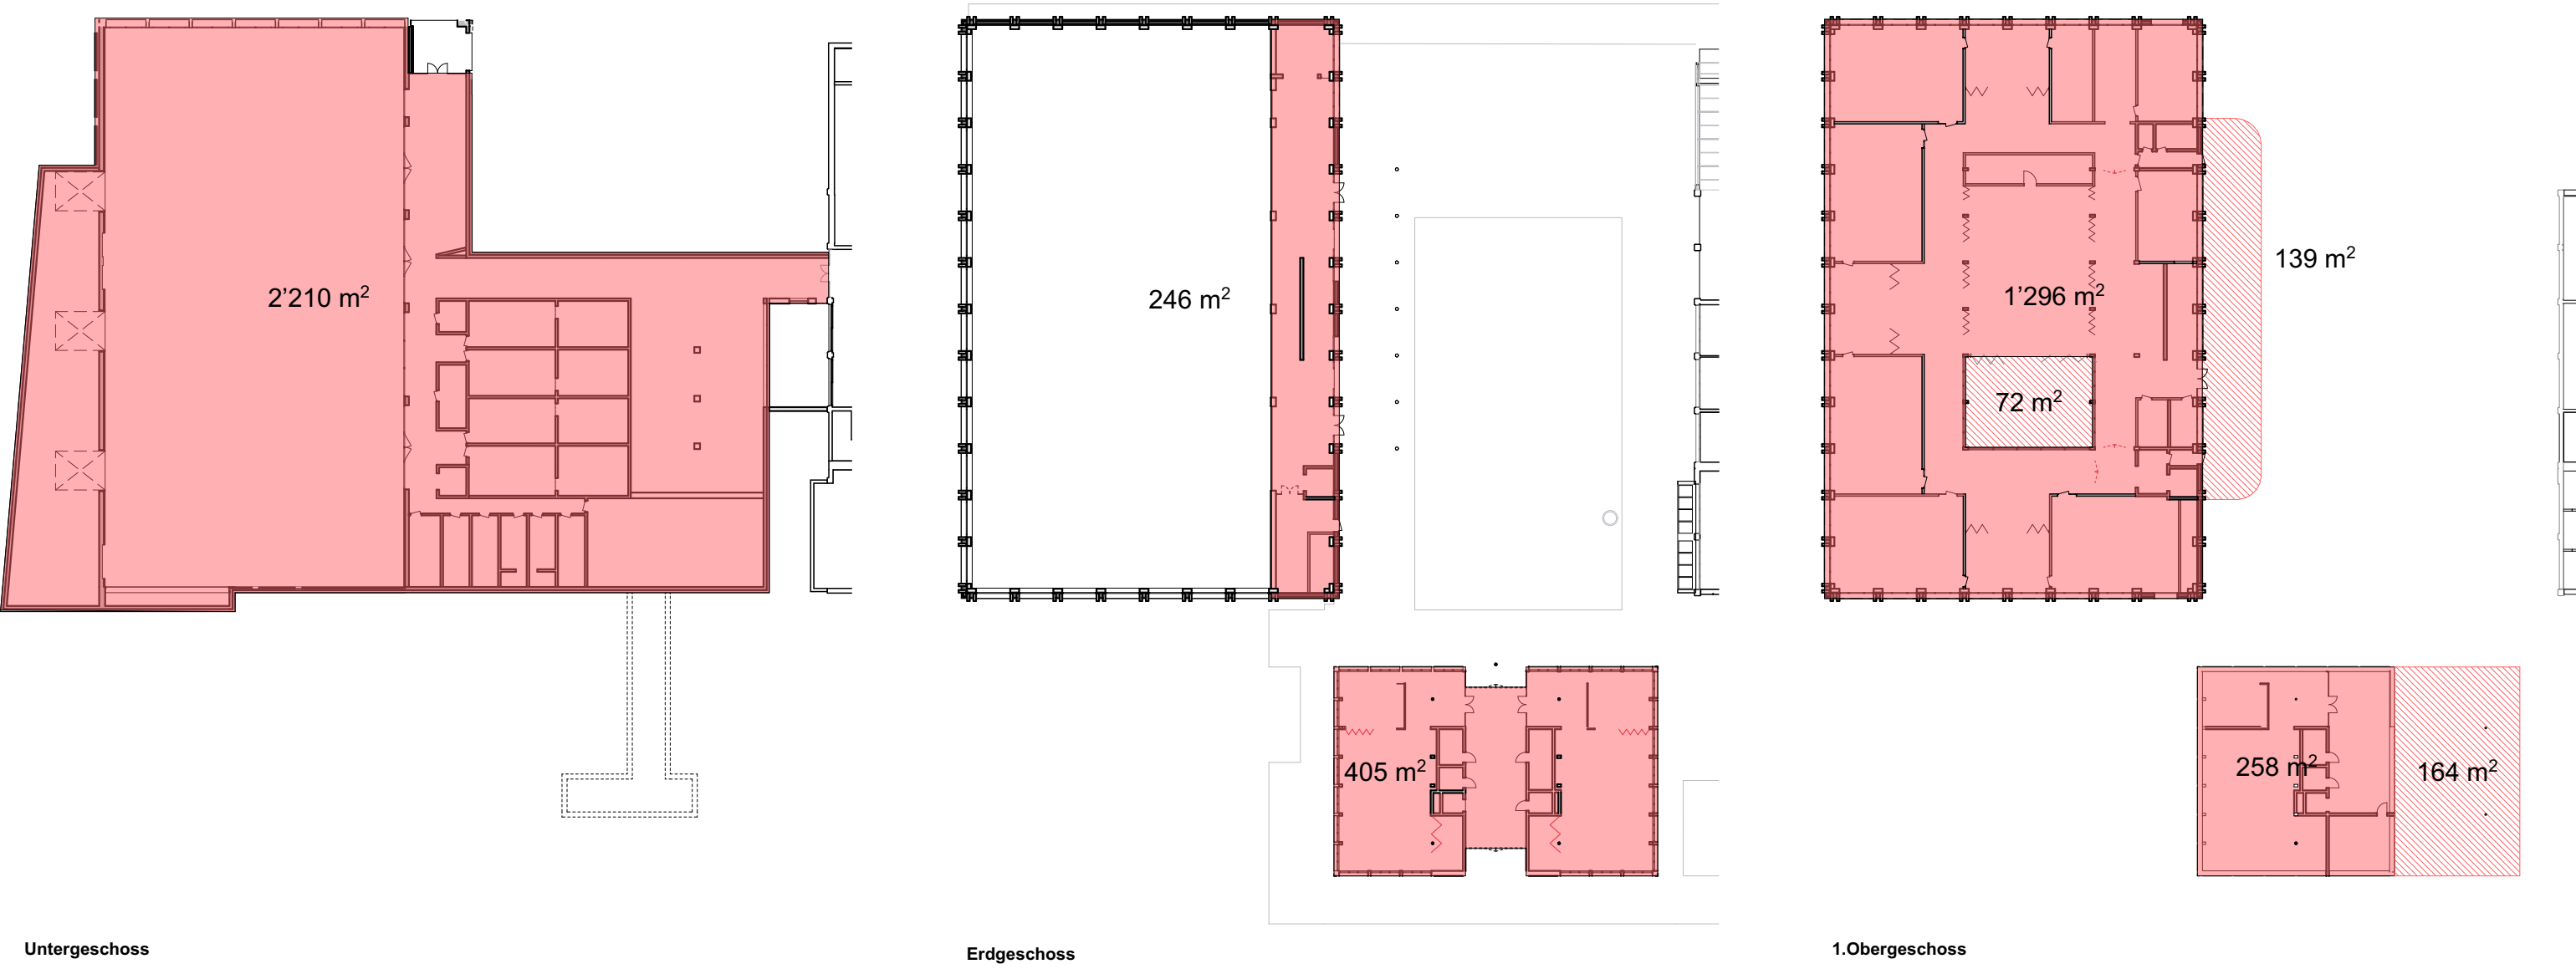 2’210 m²
246 m²
1’296 m²
139 m²
72 m²
405 m²
258 m²
164 m²
Untergeschoss
Erdgeschoss
1.Obergeschoss